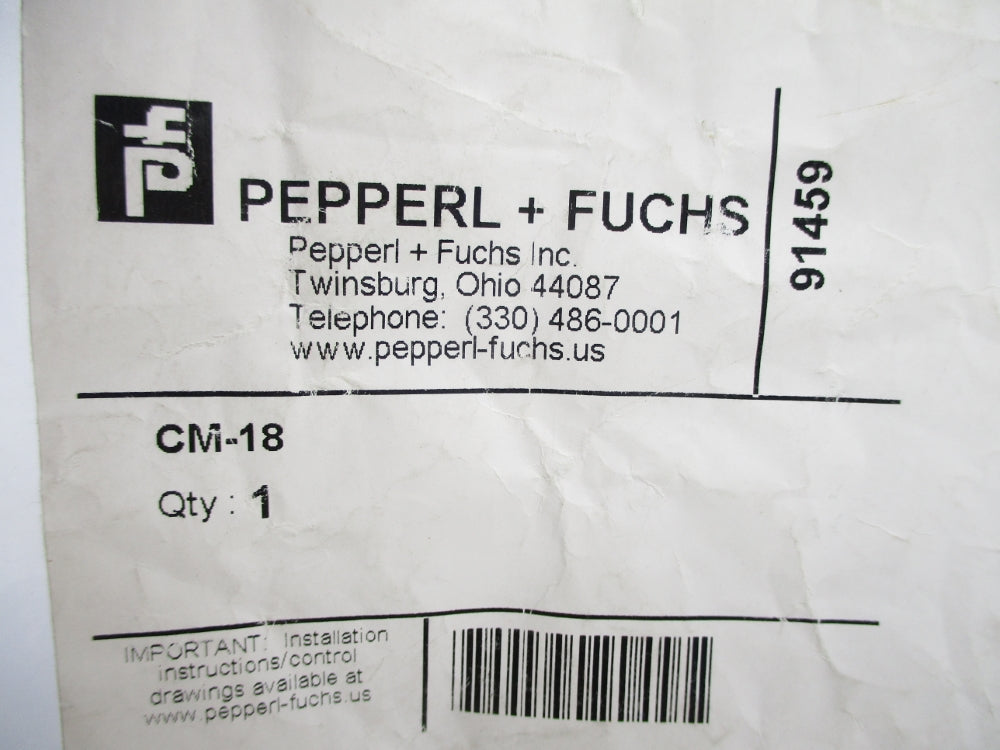 PEPPERL + FUCHS
Pepperl + Fuchs Inc.
Twinsburg, Ohio 44087
Telephone: (330) 486-0001
www.pepperl-fuchs.us
91459
CM-18
Qty : 1
IMPORTANT: Installation
instructions/control
drawings available at
www.pepperl-fuchs.us